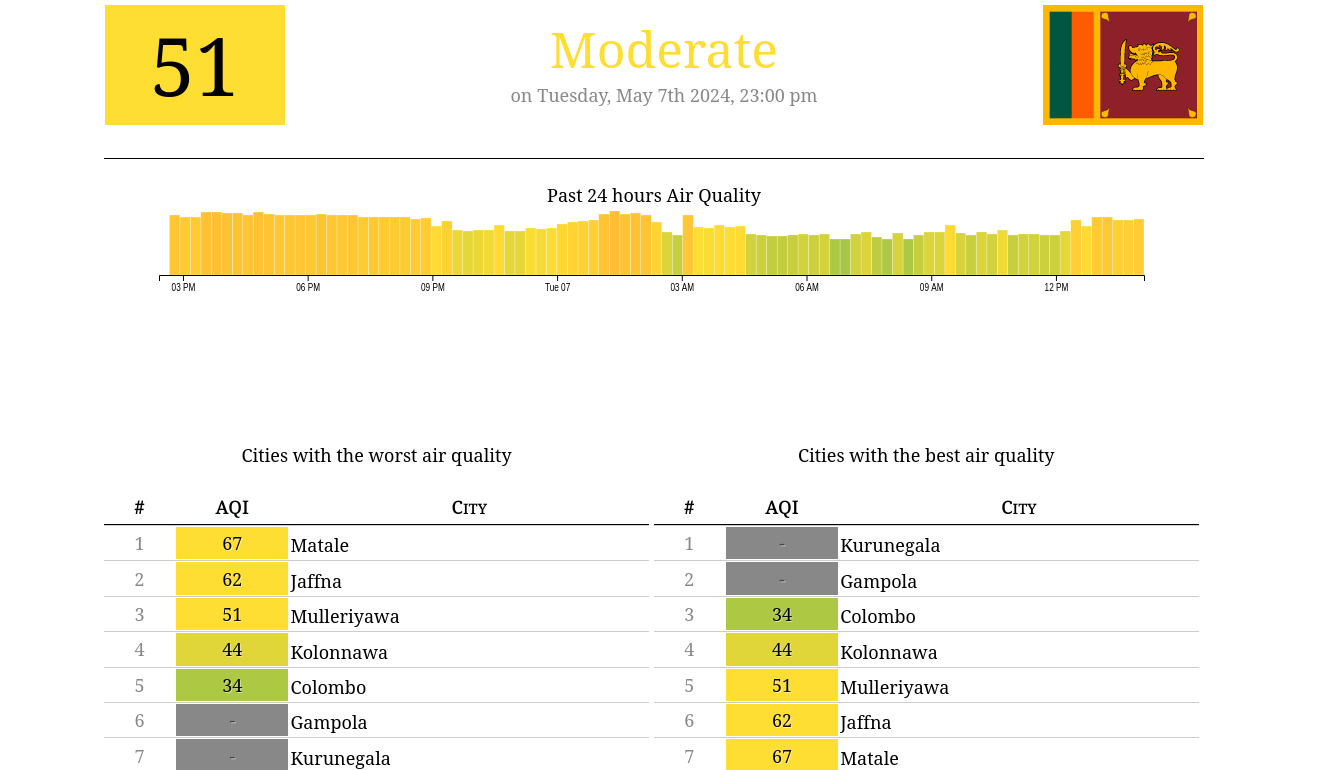 51
Moderate
on Tuesday, May 7th 2024, 23:00 pm
Past 24 hours Air Quality
03 PM 06 PM 09 PM Tue 07 03 AM 06 AM 09 AM 12 PM
Cities with the worst air quality
# AQI City
1 67 Matale
2 62 Jaffna
3 51 Mulleriyawa
4 44 Kolonnawa
5 34 Colombo
6 - Gampola
7 - Kurunegala
Cities with the best air quality
# AQI City
1 - Kurunegala
2 - Gampola
3 34 Colombo
4 44 Kolonnawa
5 51 Mulleriyawa
6 62 Jaffna
7 67 Matale